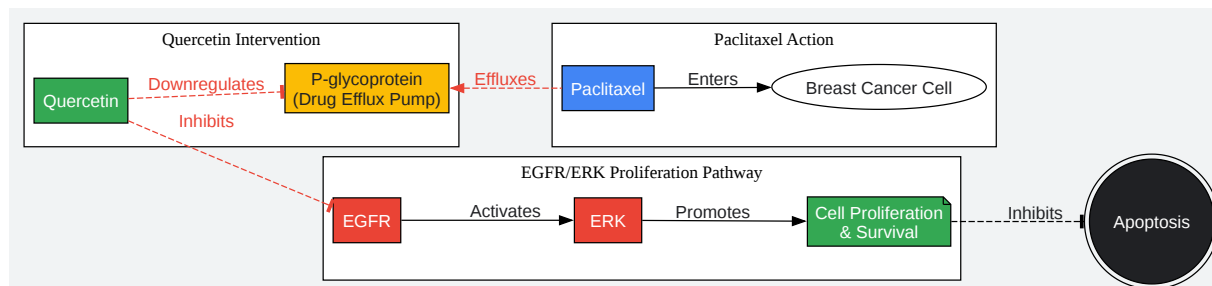 Quercetin Intervention
Paclitaxel Action
Quercetin
Downregulates
P-glycoprotein
(Drug Efflux Pump)
Effluxes
Paclitaxel
Enters
Breast Cancer Cell
Inhibits
EGFR/ERK Proliferation Pathway
EGFR
Activates
ERK
Promotes
Cell Proliferation
& Survival
Inhibits
Apoptosis